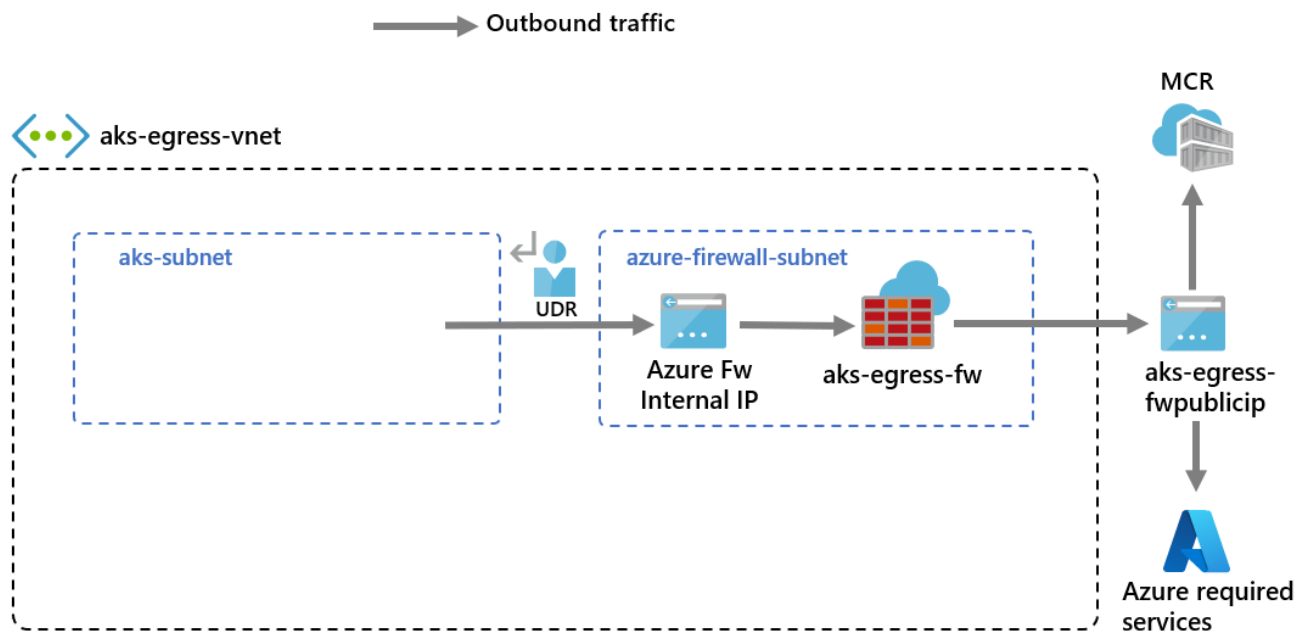 Outbound traffic
MCR
aks-egress-vnet
aks-subnet
UDR
azure-firewall-subnet
Azure Fw
Internal IP
aks-egress-fw
aks-egress-
fwpublicip
Azure required
services